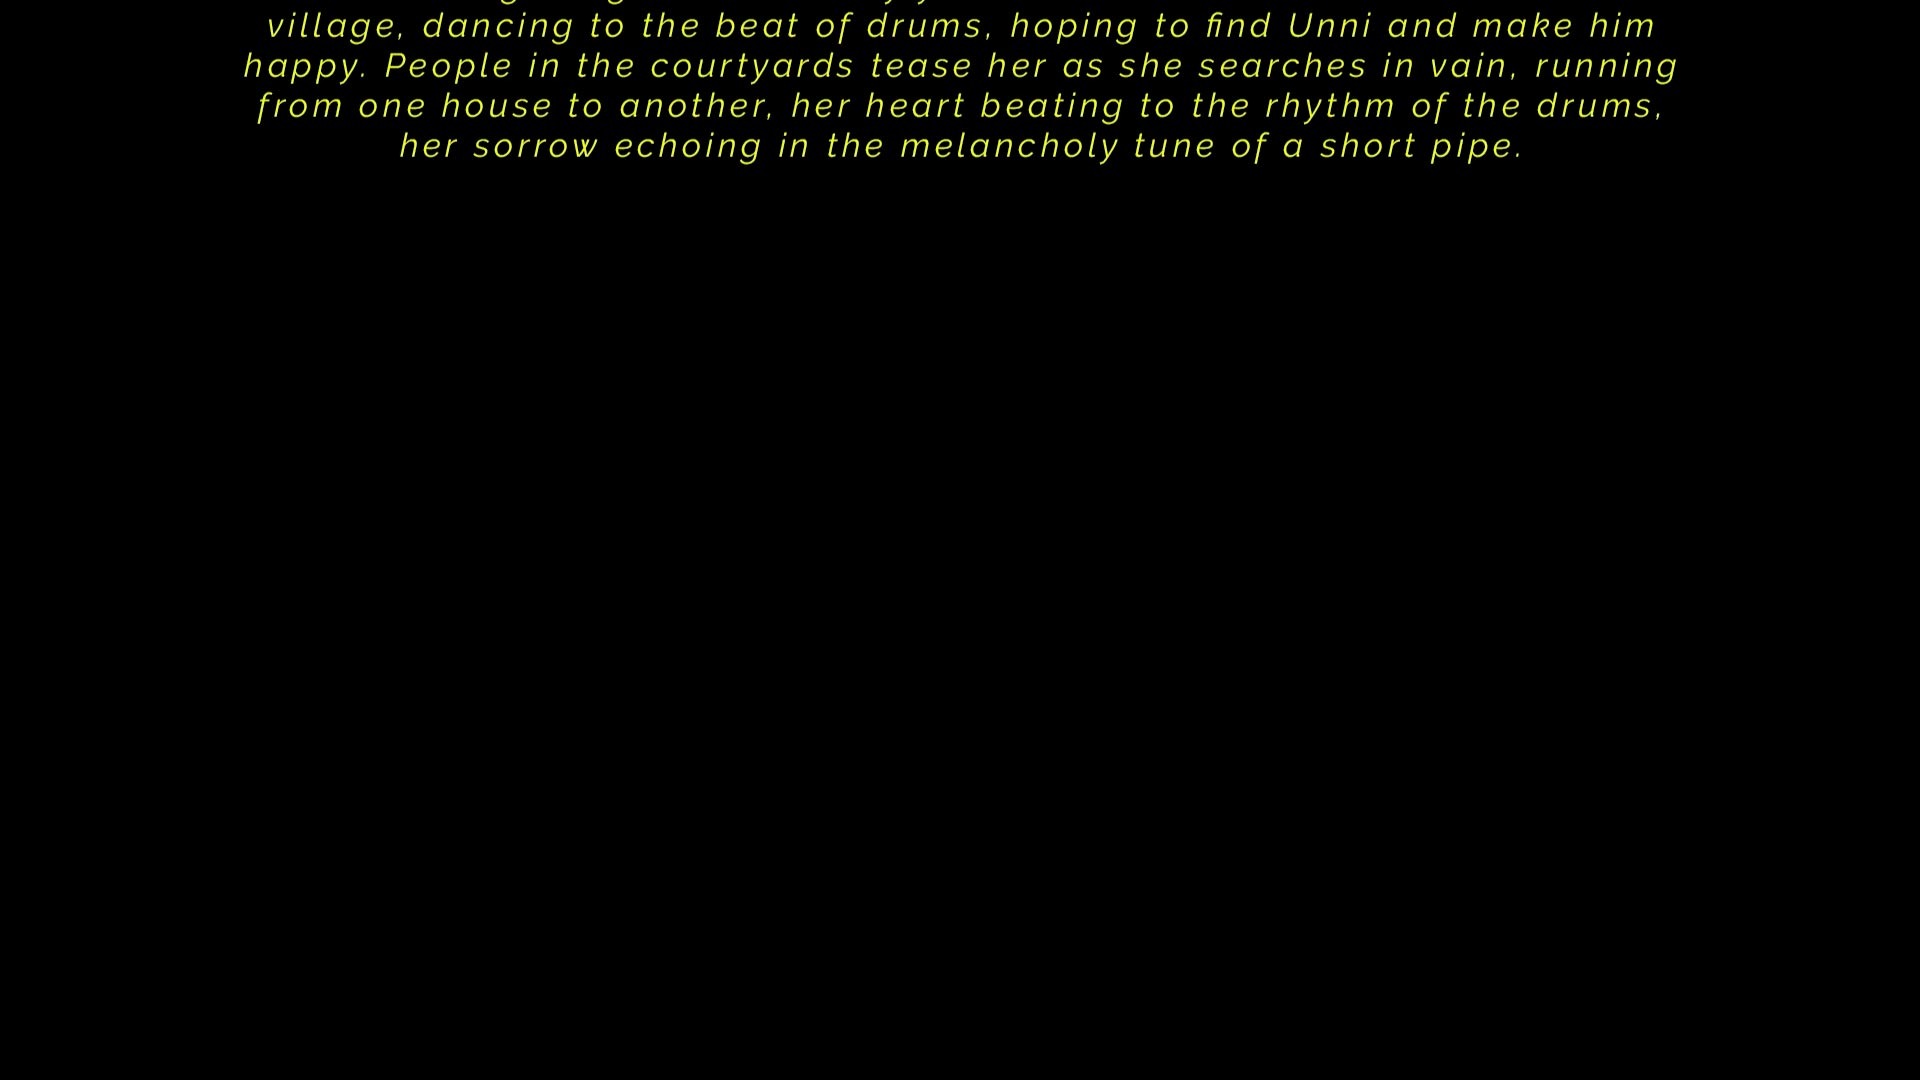 village, dancing to the beat of drums, hoping to find Unni and make him
happy. People in the courtyards tease her as she searches in vain, running
from one house to another, her heart beating to the rhythm of the drums,
her sorrow echoing in the melancholy tune of a short pipe.